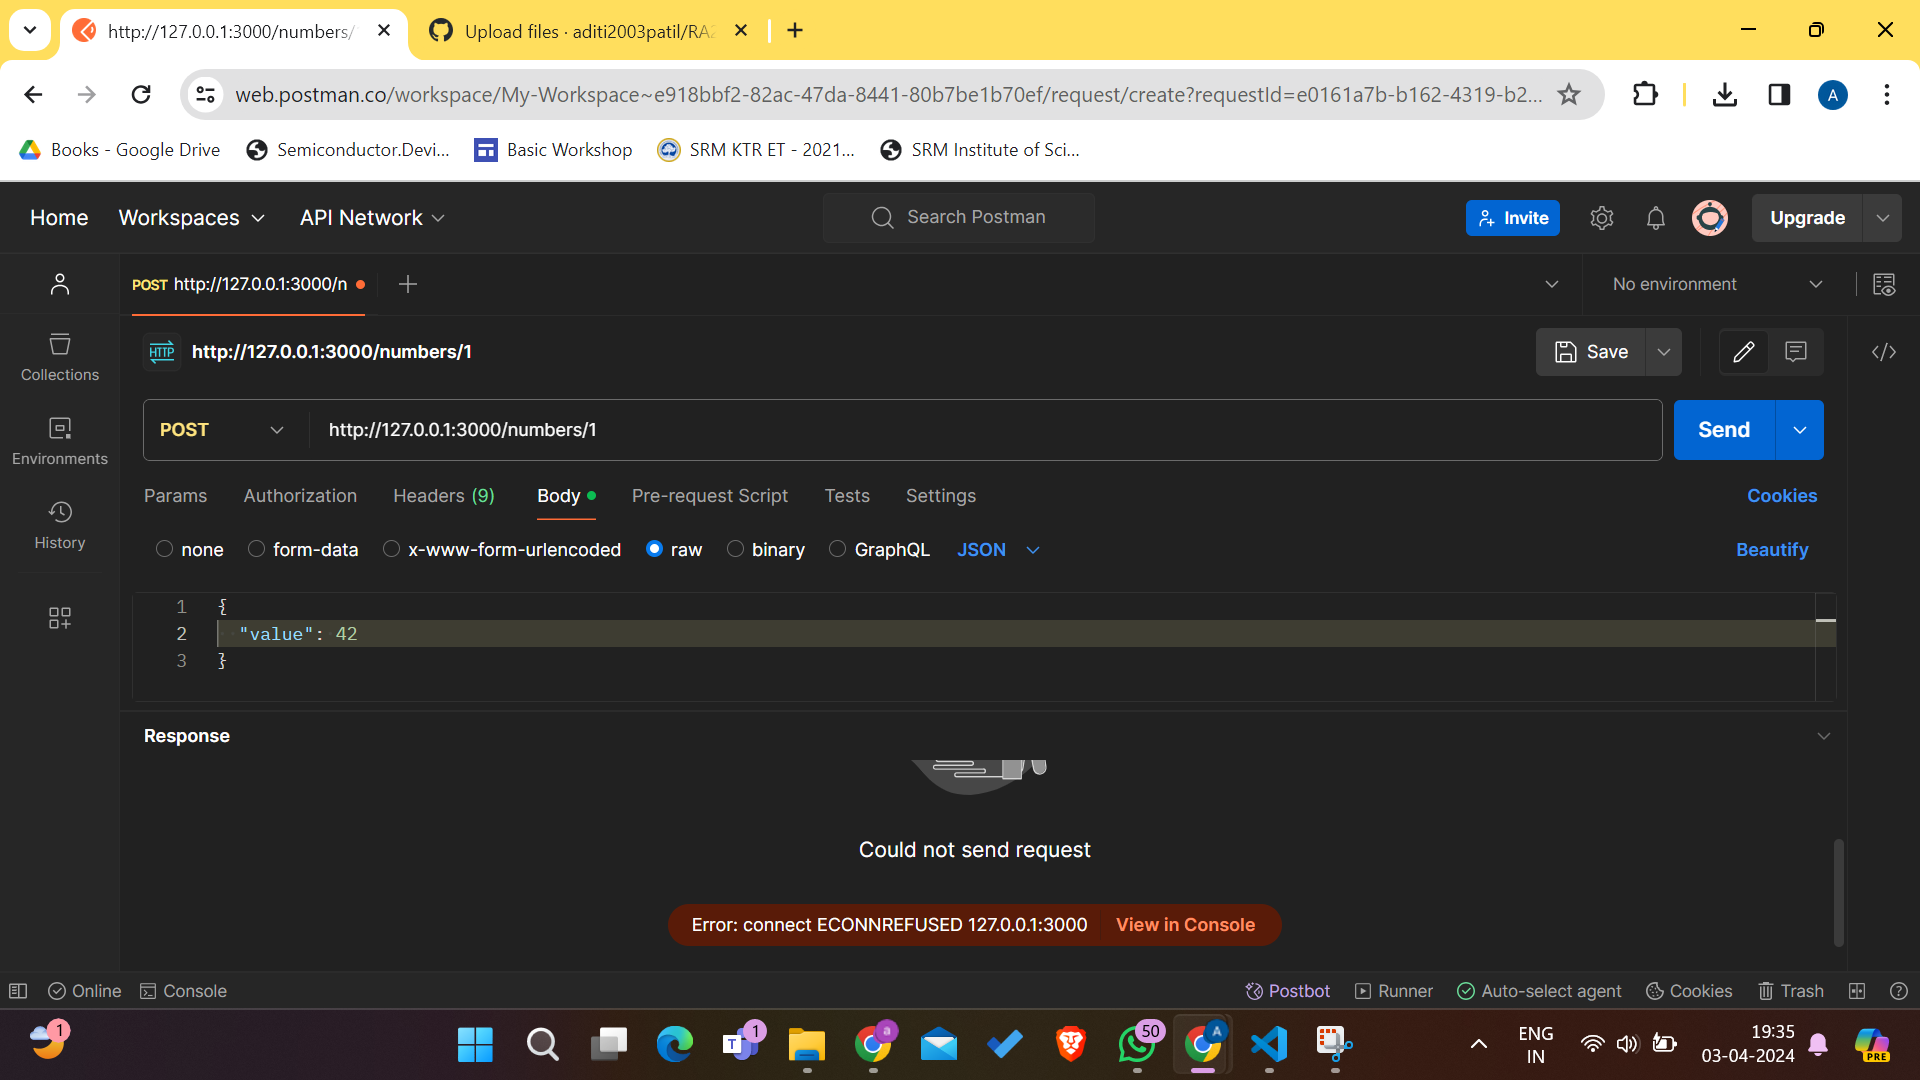 http://127.0.0.1:3000/numbers/
Upload files · aditi2003patil/RA2
web.postman.co/workspace/My-Workspace~e918bbf2-82ac-47da-8441-80b7be1b70ef/request/create?requestId=e0161a7b-b162-4319-b2...
A
Books - Google Drive
Semiconductor.Devi...
Basic Workshop
SRM KTR ET - 2021...
SRM Institute of Sci...
Home
Workspaces
API Network
Search Postman
Invite
Upgrade
POST http://127.0.0.1:3000/n
No environment
HTTP
http://127.0.0.1:3000/numbers/1
Save
Collections
POST
http://127.0.0.1:3000/numbers/1
Send
Environments
Params
Authorization
Headers (9)
Body
Pre-request Script
Tests
Settings
Cookies
History
none
form-data
x-www-form-urlencoded
raw
binary
GraphQL
JSON
Beautify
1 {
2 "value": 42
3 }
Response
Could not send request
Error: connect ECONNREFUSED 127.0.0.1:3000
View in Console
Online
Console
Postbot
Runner
Auto-select agent
Cookies
Trash
1
T
1
a
50
A
ENG
IN
19:35
03-04-2024
PRE